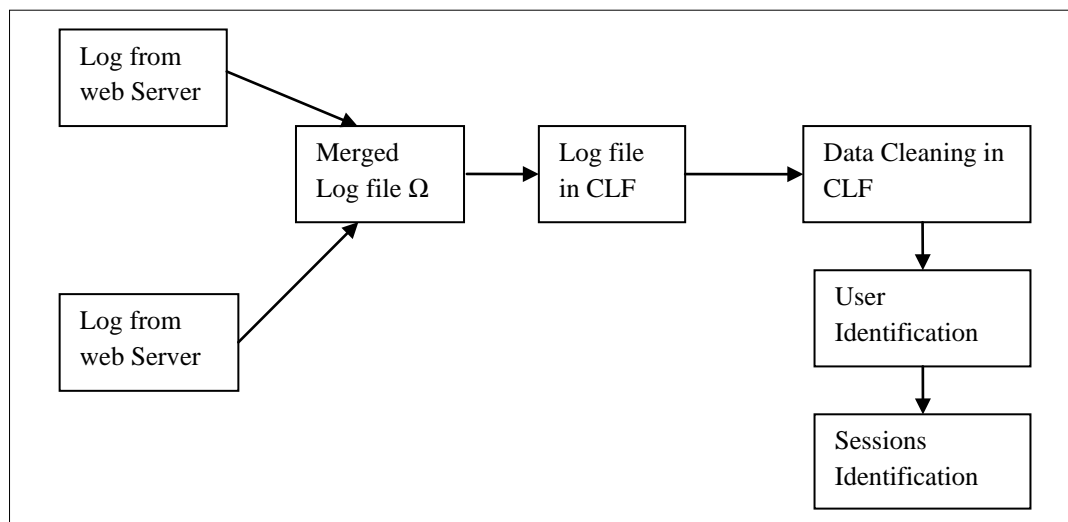 Log from
web Server
Merged
Log file Ω
Log file
in CLF
Data Cleaning in
CLF
Log from
web Server
User
Identification
Sessions
Identification